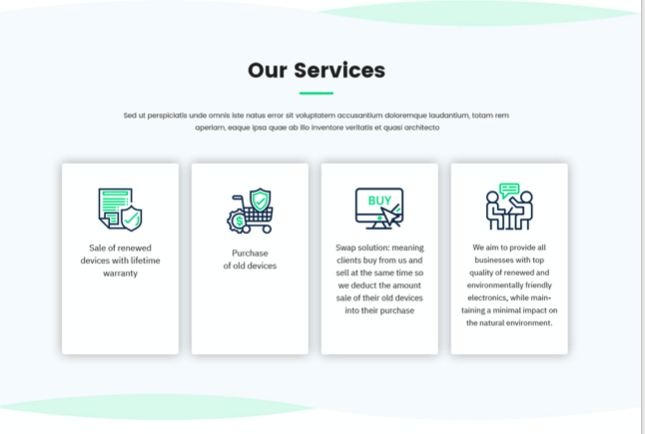 Our Services
Sed ut perspiciatis unde omnis iste natus error sit voluptatem accusantium doloremque laudantium, totam rem
aperiam, eaque ipsa quae ab illo inventore veritatis et quasi architecto
Sale of renewed
devices with lifetime
warranty
Purchase
of old devices
BUY
Swap solution: meaning
clients buy from us and
sell at the same time so
we deduct the amount
sale of their old devices
into their purchase
We aim to provide all
businesses with top
quality of renewed and
environmentally friendly
electronics, while main-
taining a minimal impact on
the natural environment.